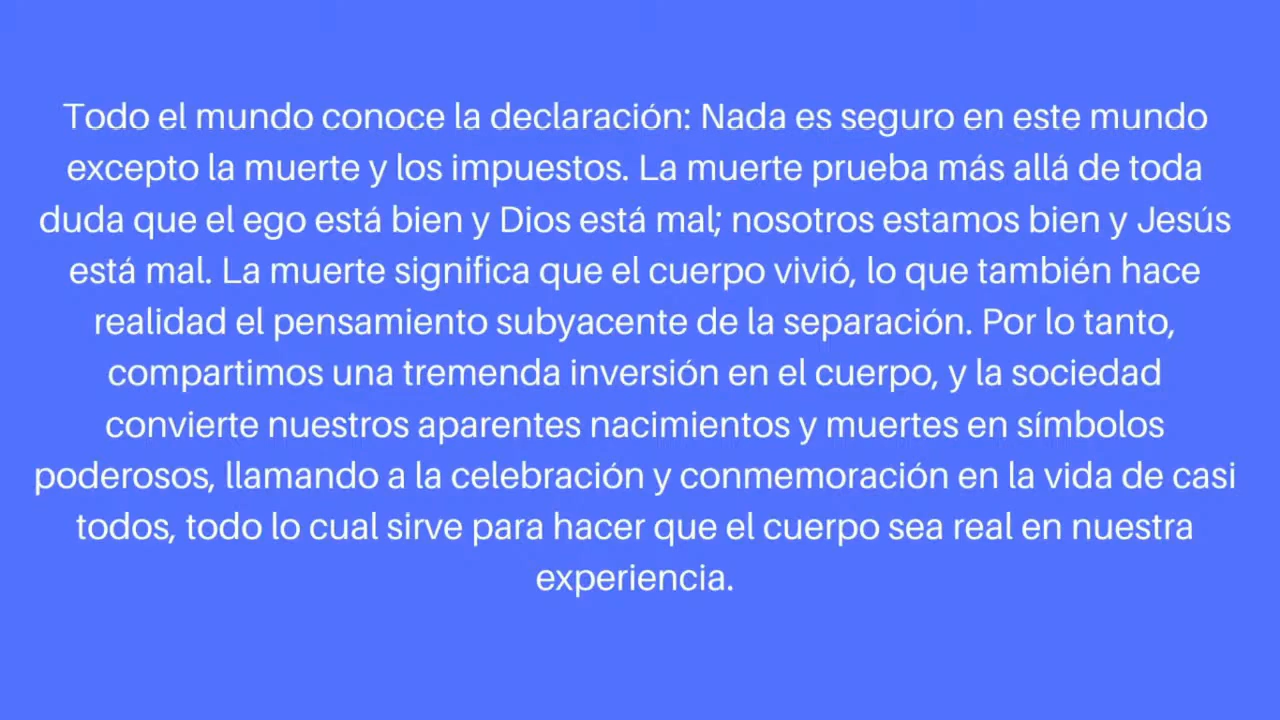 Todo el mundo conoce la declaración: Nada es seguro en este mundo
excepto la muerte y los impuestos. La muerte prueba más allá de toda
duda que el ego está bien y Dios está mal; nosotros estamos bien y Jesús
está mal. La muerte significa que el cuerpo vivió, lo que también hace
realidad el pensamiento subyacente de la separación. Por lo tanto,
compartimos una tremenda inversión en el cuerpo, y la sociedad
convierte nuestros aparentes nacimientos y muertes en símbolos
poderosos, llamando a la celebración y conmemoración en la vida de casi
todos, todo lo cual sirve para hacer que el cuerpo sea real en nuestra
experiencia.